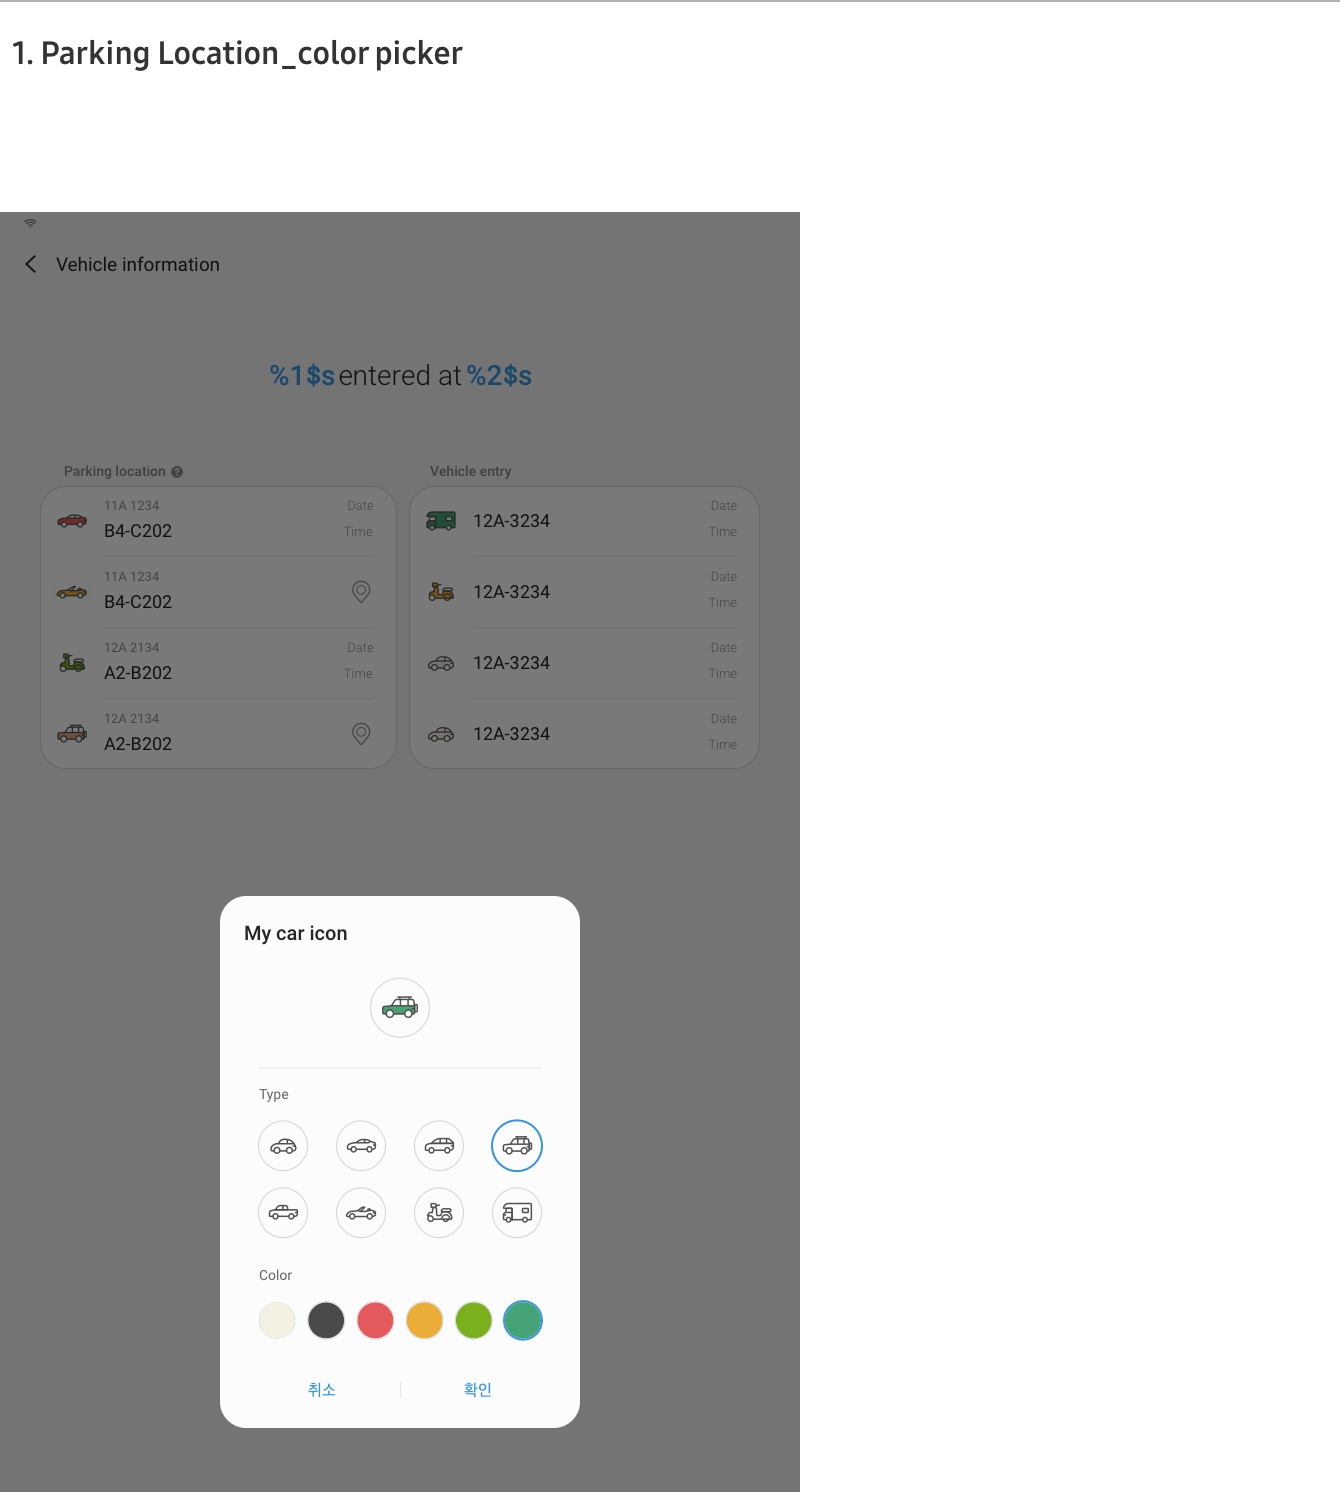 1. Parking Location_color picker
Vehicle information
%1$s entered at %2$s
Parking location ?
11A 1234
Date
B4-C202
Time
11A 1234
B4-C202
12A 2134
Date
A2-B202
Time
12A 2134
A2-B202
Vehicle entry
Date
12A-3234
Time
Date
12A-3234
Time
Date
12A-3234
Time
Date
12A-3234
Time
My car icon
Type
Color
취소
확인